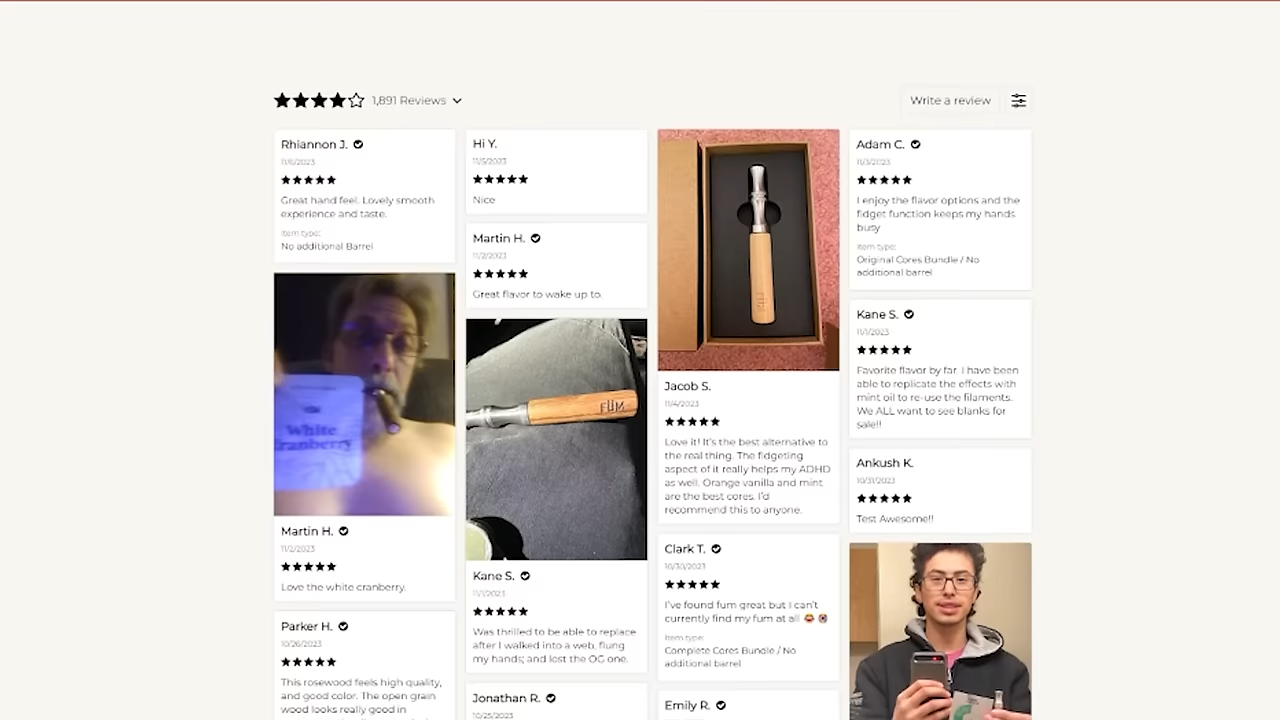 1,891 Reviews
Write a review
Rhiannon J.
11/6/2023
Great hand feel. Lovely smooth
experience and taste.
Item type:
No additional Barrel
White
Cranberry
Martin H.
11/2/2023
Love the white cranberry.
Parker H.
10/26/2023
This rosewood feels high quality,
and good color. The open grain
wood looks really good in
Hi Y.
11/5/2023
Nice
Martin H.
11/2/2023
Great flavor to wake up to.
FÜM
Kane S.
11/1/2023
Was thrilled to be able to replace
after I walked into a web, flung
my hands; and lost the OG one.
Jonathan R.
10/25/2023
FÜM
Jacob S.
11/4/2023
Love it! It's the best alternative to
the real thing. The fidgeting
aspect of it really helps my ADHD
as well. Orange vanilla and mint
are the best cores. I'd
recommend this to anyone.
Clark T.
10/30/2023
I've found fum great but I can't
currently find my fum at all
Item type:
Complete Cores Bundle / No
additional barrel
Emily R.
Adam C.
11/3/2023
I enjoy the flavor options and the
fidget function keeps my hands
busy
Item type:
Original Cores Bundle / No
additional barrel
Kane S.
11/1/2023
Favorite flavor by far. I have been
able to replicate the effects with
mint oil to re-use the filaments.
We ALL want to see blanks for
sale!!
Ankush K.
10/31/2023
Test Awesome!!